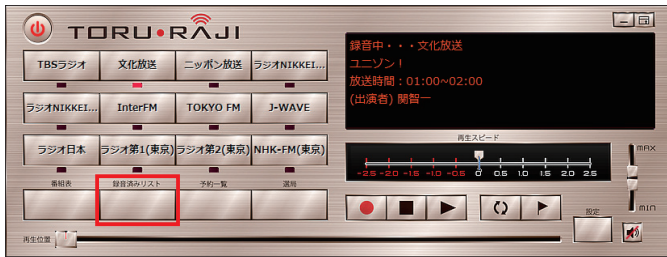 TORU・RAJI
録音中・・・文化放送
ユニゾン！
放送時間：01:00~02:00
(出演者) 関智一
TBSラジオ 文化放送 ニッポン放送 ラジオNIKKEI...
ラジオNIKKEI... InterFM TOKYO FM J-WAVE
ラジオ日本 ラジオ第1(東京) ラジオ第2(東京) NHK-FM(東京)
番組表 録音済みリスト 予約一覧 選局
再生スピード
-2.5 -2.0 -1.5 -1.0 -0.5 0 0.5 1.0 1.5 2.0 2.5
MAX
MIN
設定
再生位置